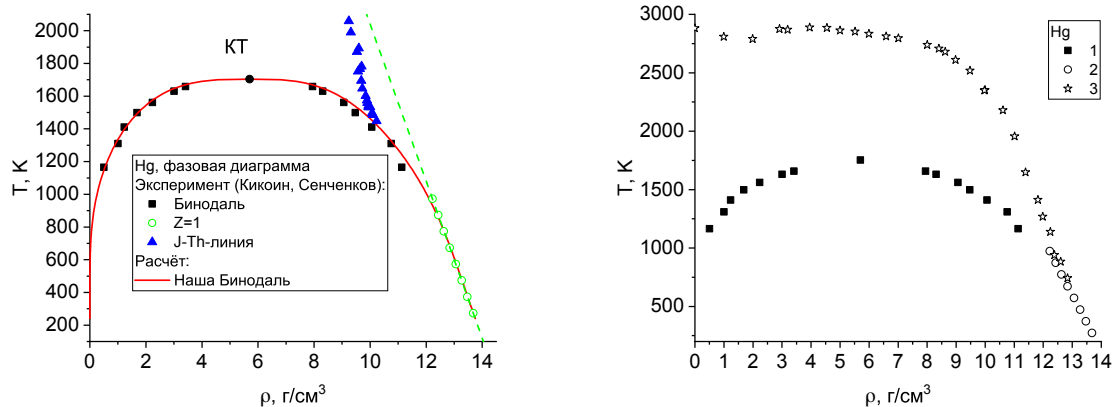 2000
1800
1600
1400
1200
1000
800
600
400
200
T, K
КТ
Hg, фазовая диаграмма
Эксперимент (Кикоин, Сенченков):
Бинодаль
Z=1
J-Th-линия
Расчёт:
Наша Бинодаль
0 2 4 6 8 10 12 14
ρ, г/см³
3000
2500
2000
1500
1000
500
T, K
Hg
1
2
3
0 1 2 3 4 5 6 7 8 9 10 11 12 13 14
ρ, г/см³